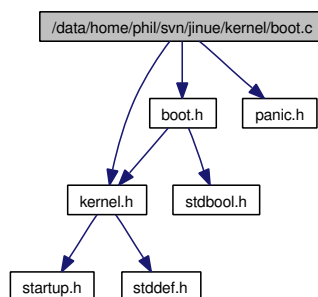 /data/home/phil/svn/jinue/kernel/boot.c
boot.h
panic.h
kernel.h
stdbool.h
startup.h
stddef.h